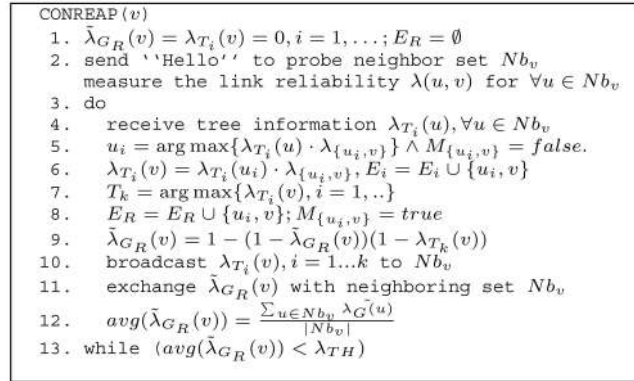 CONREAP(v)
1. λ̃_{G_R}(v) = λ_{T_i}(v) = 0, i = 1, . . . ; E_R = ∅
2. send ‘‘Hello’’ to probe neighbor set Nb_v
measure the link reliability λ(u, v) for ∀u ∈ Nb_v
3. do
4. receive tree information λ_{T_i}(u), ∀u ∈ Nb_v
5. u_i = arg max{λ_{T_i}(u) · λ_{{u_i,v}}} ∧ M_{{u_i,v}} = false.
6. λ_{T_i}(v) = λ_{T_i}(u_i) · λ_{{u_i,v}}, E_i = E_i ∪ {u_i, v}
7. T_k = arg max{λ_{T_i}(v), i = 1, ..}
8. E_R = E_R ∪ {u_i, v}; M_{{u_i,v}} = true
9. λ̃_{G_R}(v) = 1 − (1 − λ̃_{G_R}(v))(1 − λ_{T_k}(v))
10. broadcast λ_{T_i}(v), i = 1...k to Nb_v
11. exchange λ̃_{G_R}(v) with neighboring set Nb_v
12. avg(λ̃_{G_R}(v)) = \frac{∑_{u∈Nb_v} λ_G̃(u)}{|Nb_v|}
13. while (avg(λ̃_{G_R}(v)) < λ_{TH})